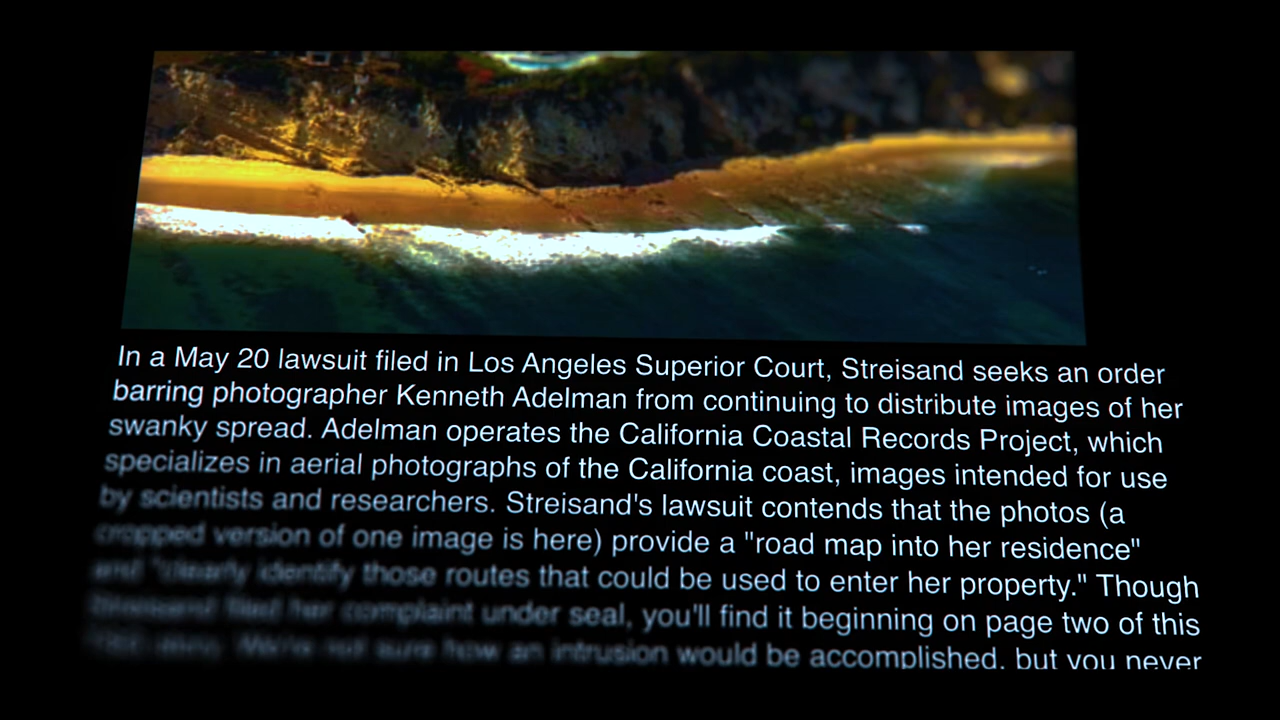 In a May 20 lawsuit filed in Los Angeles Superior Court, Streisand seeks an order
barring photographer Kenneth Adelman from continuing to distribute images of her
swanky spread. Adelman operates the California Coastal Records Project, which
specializes in aerial photographs of the California coast, images intended for use
by scientists and researchers. Streisand's lawsuit contends that the photos (a
cropped version of one image is here) provide a "road map into her residence"
and "clearly identify those routes that could be used to enter her property." Though
Streisand filed her complaint under seal, you'll find it beginning on page two of this
We're not sure how an intrusion would be accomplished, but you never